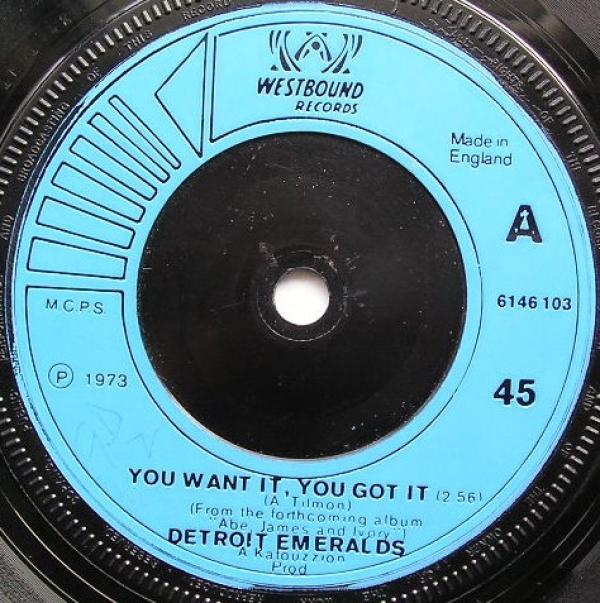 WESTBOUND
RECORDS
Made in
England
A
6146 103
45
M.C.P.S.
P 1973
YOU WANT IT, YOU GOT IT (2 56)
(A Tilmon)
(From the forthcoming album
"Abe, James and Ivory")
DETROIT EMERALDS
A Katouzzion
Prod